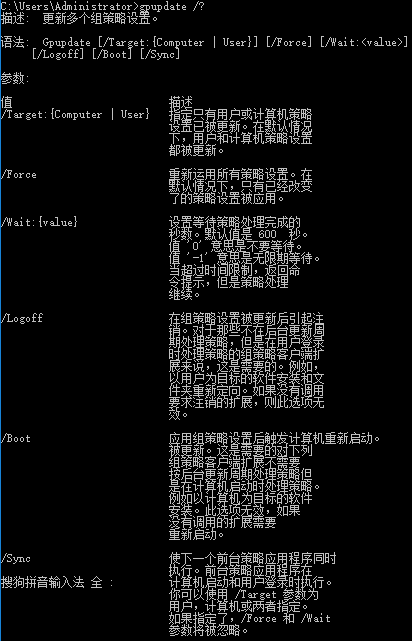 C:\Users\Administrator>gpupdate /?
描述: 更新多个组策略设置。
语法: Gpupdate [/Target:{Computer | User}] [/Force] [/Wait:<value>]
[/Logoff] [/Boot] [/Sync]
参数:
值 描述
/Target:{Computer | User} 指定只有用户或计算机策略
设置已被更新。在默认情况
下，用户和计算机策略设置
都被更新。
/Force 重新运用所有策略设置。在
默认情况下，只有已经改变
了的策略设置被应用。
/Wait:{value} 设置等待策略处理完成的
秒数。默认值是 600 秒。
值 '0' 意思是不要等待。
值 '-1' 意思是无限期等待。
当超过时间限制，返回命
令提示，但是策略处理
继续。
/Logoff 在组策略设置被更新后引起注
销。对于那些不在后台更新周
期处理策略，但是在用户登录
时处理策略的组策略客户端扩
展来说，这是需要的。例如，
以用户为目标的软件安装和文
件夹重新定向。如果没有调用
要求注销的扩展，则此选项无
效。
/Boot 应用组策略设置后触发计算机重新启动。
被更新。这是需要的对下列
组策略客户端扩展不需要
按后台更新周期处理策略但
是在计算机启动时处理策略。
例如以计算机为目标的软件
安装。此选项无效，如果
没有调用的扩展需要
重新启动。
/Sync 使下一个前台策略应用程序同时
执行。前台策略应用程序在
搜狗拼音输入法 全 : 计算机启动和用户登录时执行。
你可以使用 /Target 参数为
用户，计算机或两者指定。
如果指定了，/Force 和 /Wait
参数将被忽略。